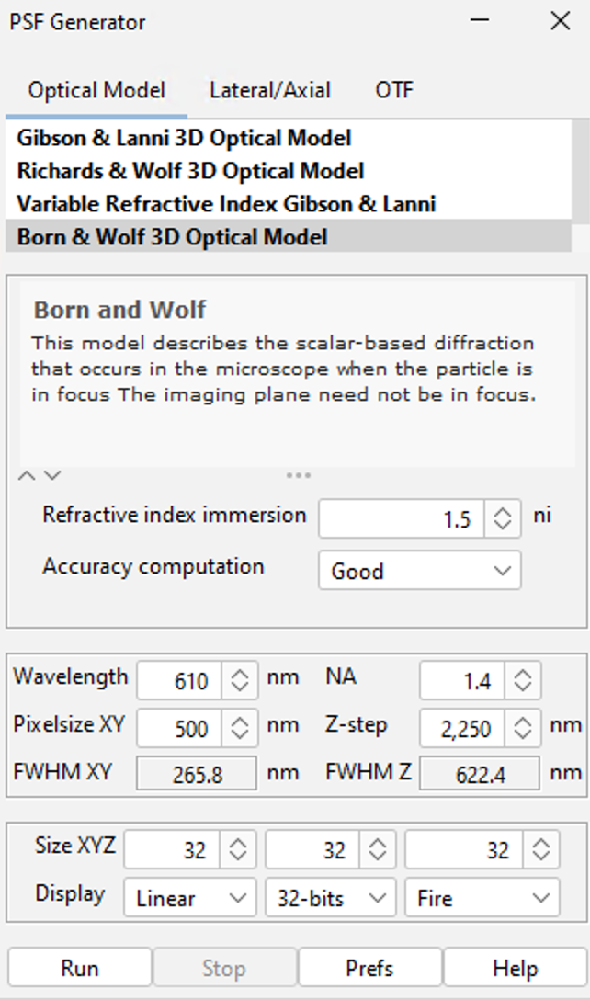 PSF Generator
Optical Model Lateral/Axial OTF
Gibson & Lanni 3D Optical Model
Richards & Wolf 3D Optical Model
Variable Refractive Index Gibson & Lanni
Born & Wolf 3D Optical Model
Born and Wolf
This model describes the scalar-based diffraction
that occurs in the microscope when the particle is
in focus The imaging plane need not be in focus.
Refractive index immersion 1.5 ni
Accuracy computation Good
Wavelength 610 nm NA 1.4
Pixelsize XY 500 nm Z-step 2,250 nm
FWHM XY 265.8 nm FWHM Z 622.4 nm
Size XYZ 32 32 32
Display Linear 32-bits Fire
Run Stop Prefs Help